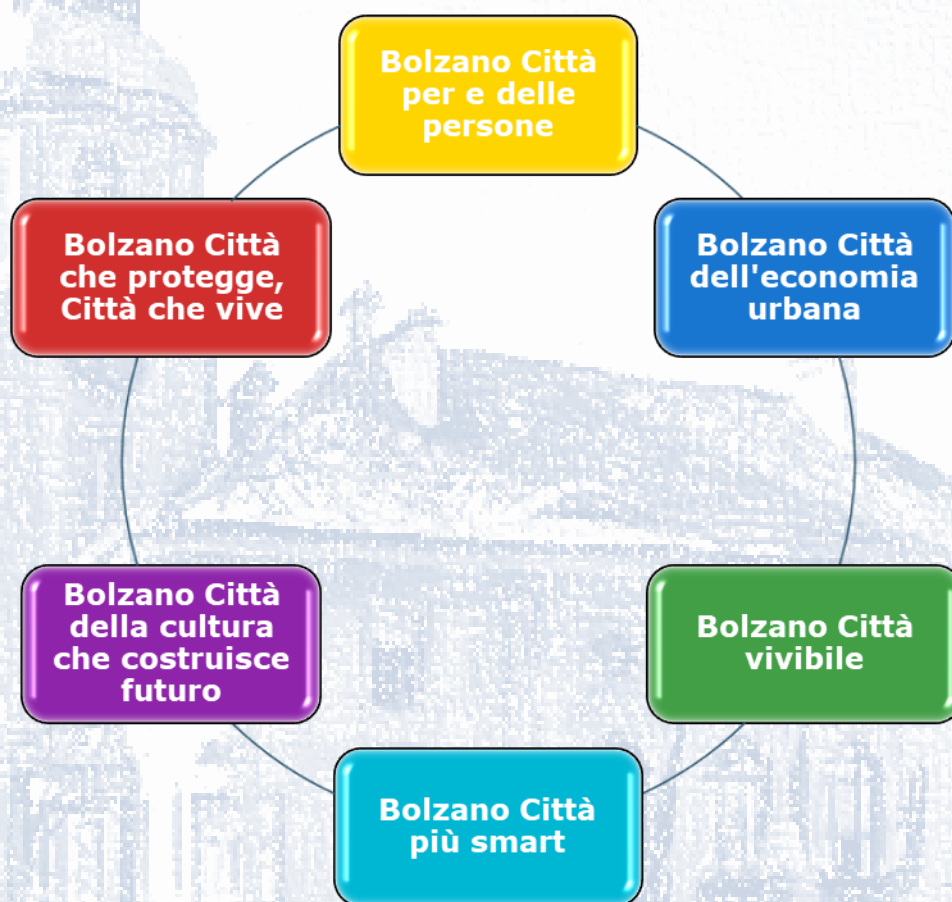 Bolzano Città
per e delle
persone
Bolzano Città
dell'economia
urbana
Bolzano Città
vivibile
Bolzano Città
più smart
Bolzano Città
della cultura
che costruisce
futuro
Bolzano Città
che protegge,
Città che vive